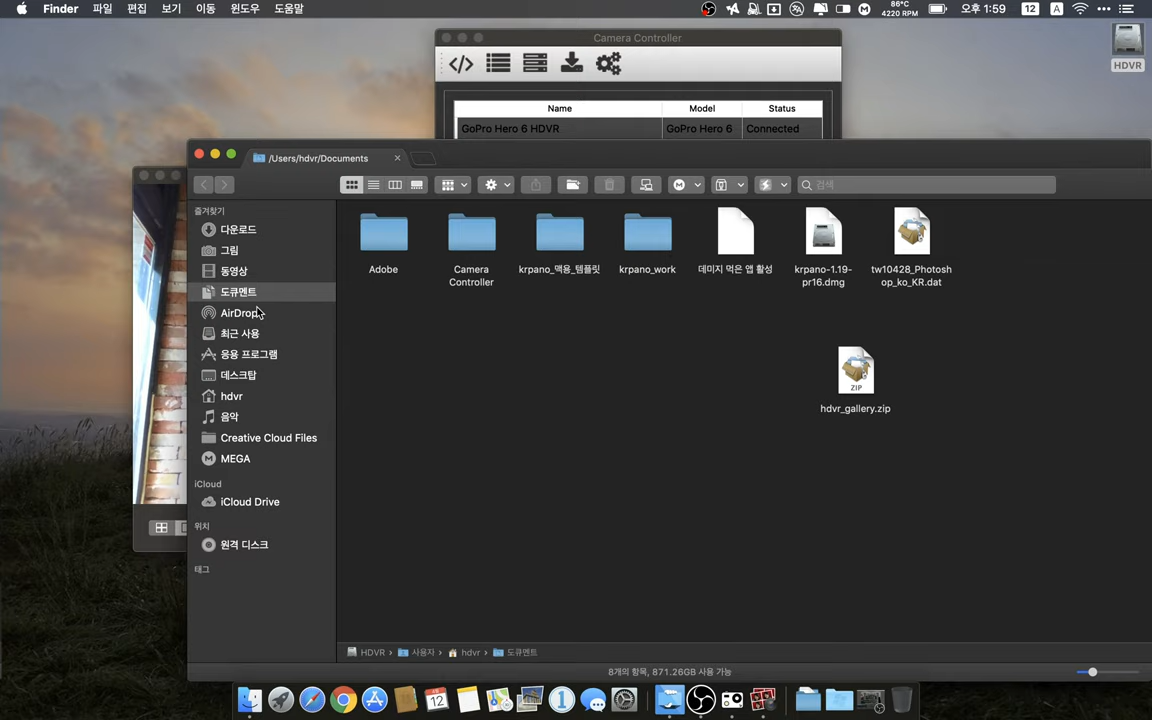 Finder 파일 편집 보기 이동 윈도우 도움말
86°C
4220 RPM
오후 1:59
12
A
HDVR
Camera Controller
Name Model Status
GoPro Hero 6 HDVR GoPro Hero 6 Connected
/Users/hdvr/Documents
검색
즐겨찾기
다운로드
그림
동영상
도큐멘트
AirDrop
최근 사용
응용 프로그램
데스크탑
hdvr
음악
Creative Cloud Files
MEGA
iCloud
iCloud Drive
위치
원격 디스크
태그
Adobe
Camera
Controller
krpano_맥용_템플릿
krpano_work
데미지 먹은 앱 활성
krpano-1.19-
pr16.dmg
tw10428_Photosh
op_ko_KR.dat
ZIP
hdvr_gallery.zip
HDVR › 사용자 › hdvr › 도큐멘트
8개의 항목, 871.26GB 사용 가능
12